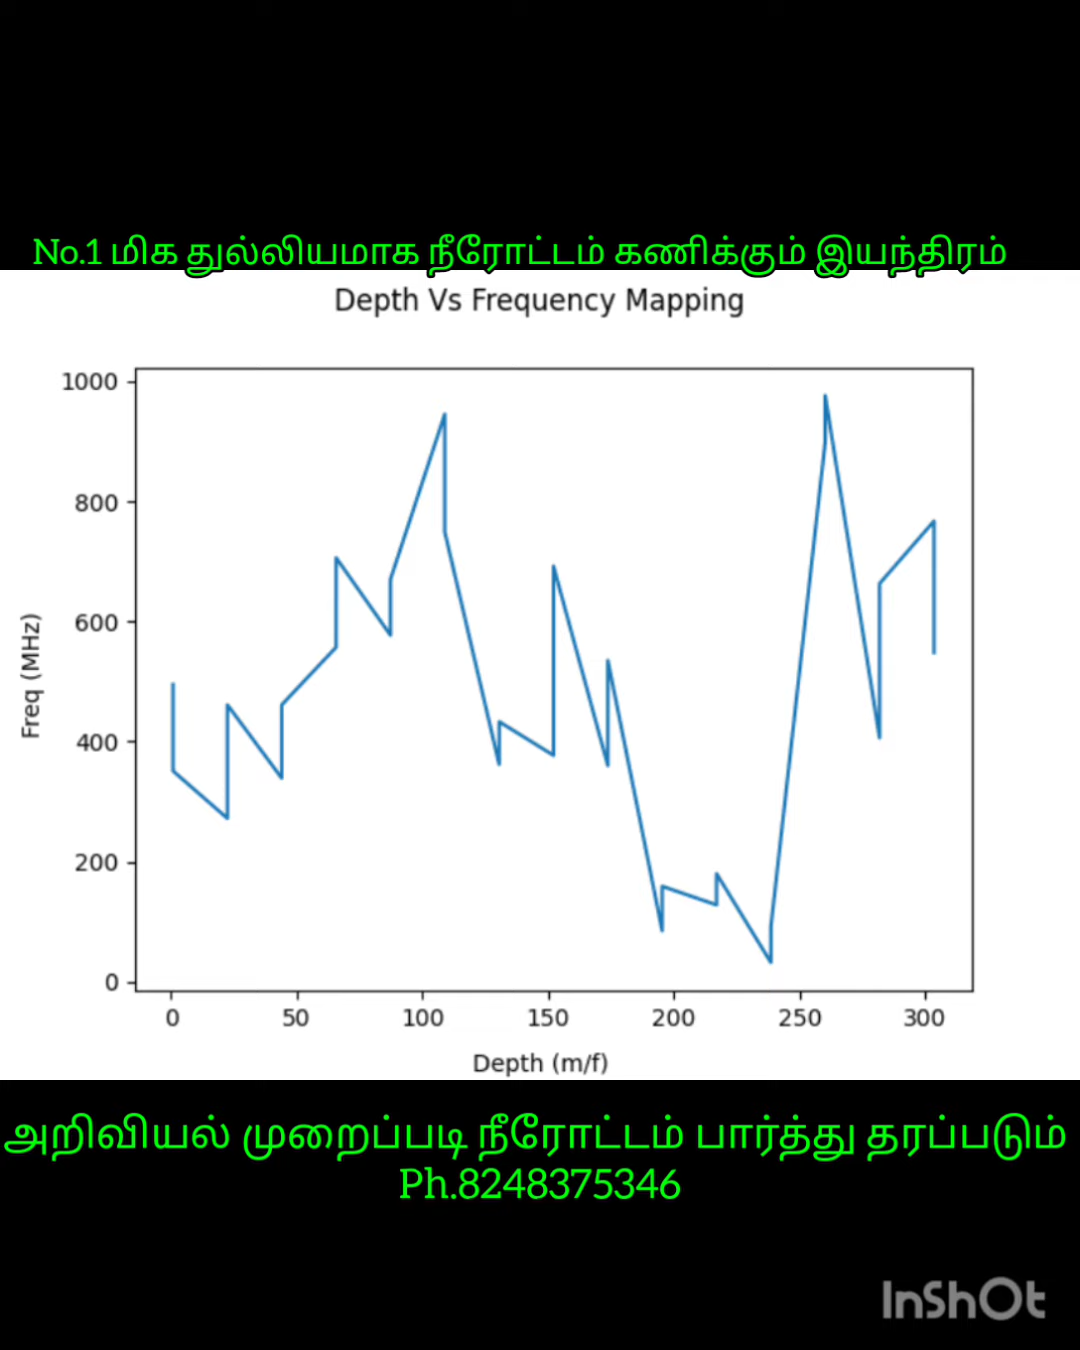 No.1 மிக துல்லியமாக நீரோட்டம் கணிக்கும் இயந்திரம்
Depth Vs Frequency Mapping
1000
800
600
400
200
0
Freq (MHz)
0 50 100 150 200 250 300
Depth (m/f)
அறிவியல் முறைப்படி நீரோட்டம் பார்த்து தரப்படும்
Ph.8248375346
InShOt